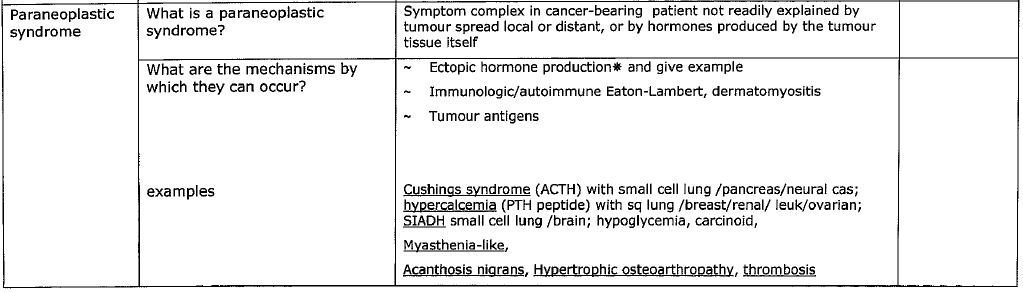 Paraneoplastic
syndrome
What is a paraneoplastic
syndrome?
Symptom complex in cancer-bearing patient not readily explained by
tumour spread local or distant, or by hormones produced by the tumour
tissue itself
What are the mechanisms by
which they can occur?
~ Ectopic hormone production* and give example
~ Immunologic/autoimmune Eaton-Lambert, dermatomyositis
~ Tumour antigens
examples
Cushings syndrome (ACTH) with small cell lung /pancreas/neural cas;
hypercalcemia (PTH peptide) with sq lung /breast/renal/ leuk/ovarian;
SIADH small cell lung /brain; hypoglycemia, carcinoid,
Myasthenia-like,
Acanthosis nigrans, Hypertrophic osteoarthropathy, thrombosis